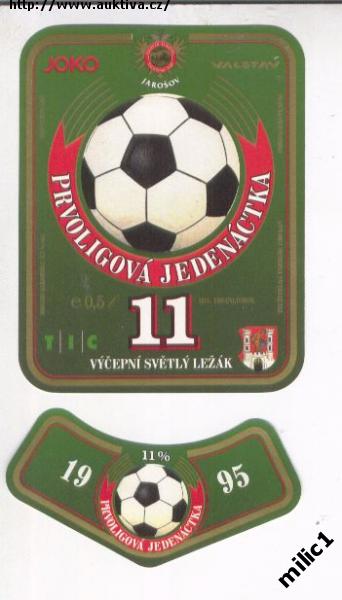 http://www.auktiva.cz/
JOKO
JAROŠOV
VALSTAV
PRVOLIGOVÁ JEDENÁCTKA
e 0,5 l
11
T|I|C
VÝČEPNÍ SVĚTLÝ LEŽÁK
11%
19
95
PRVOLIGOVÁ JEDENÁCTKA
milic1